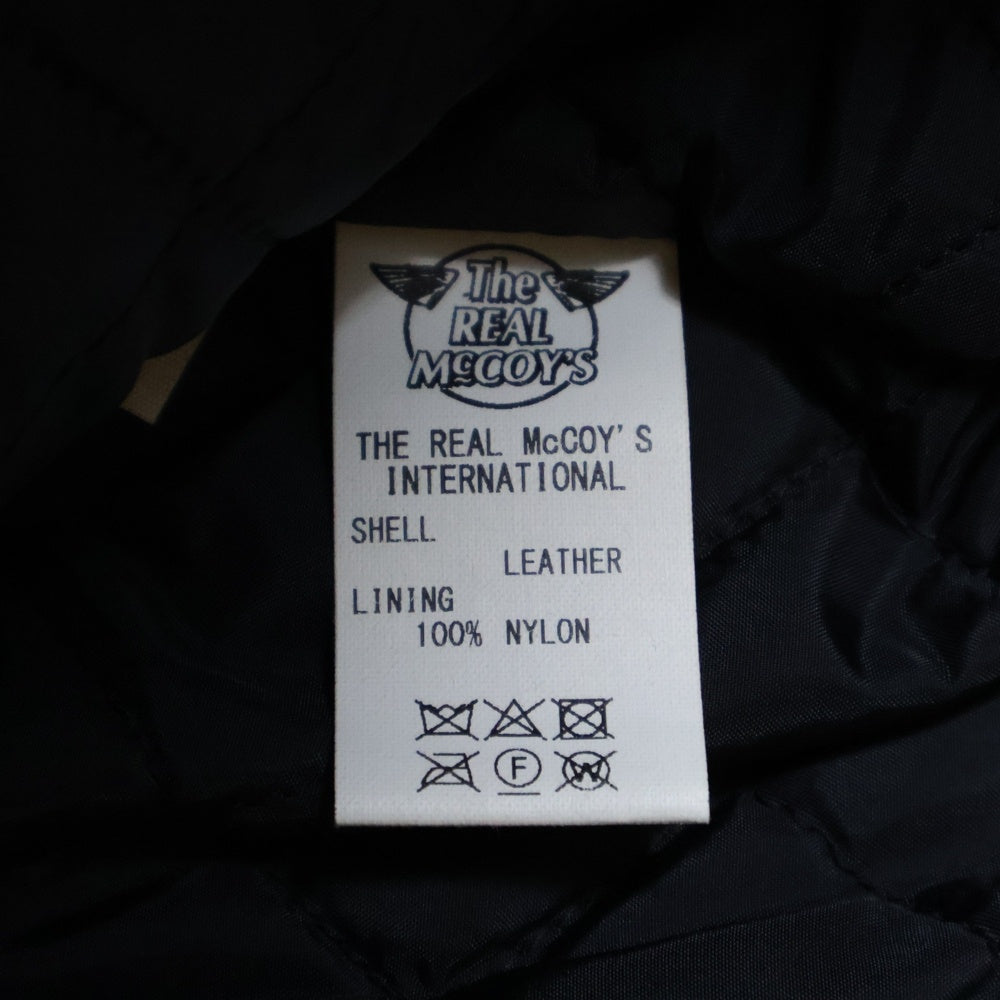 The
REAL
McCOY'S
THE REAL McCOY'S
INTERNATIONAL
SHELL
LEATHER
LINING
100% NYLON
F
W